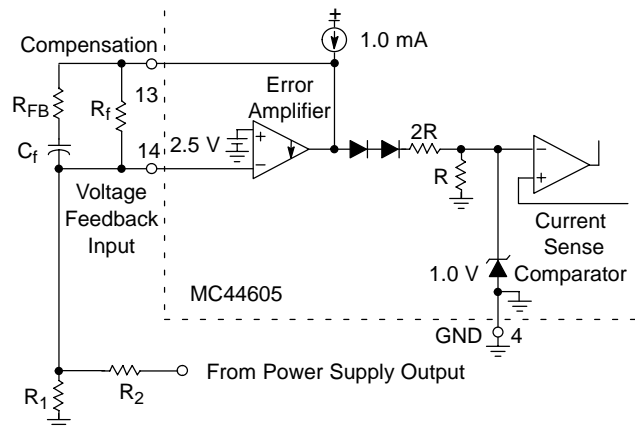 Compensation
1.0 mA
R_FB
R_f
13
Error
Amplifier
C_f
14
2.5 V
+
−
2R
R
−
+
Voltage
Feedback
Input
Current
Sense
Comparator
1.0 V
MC44605
GND
4
R_1
R_2
From Power Supply Output